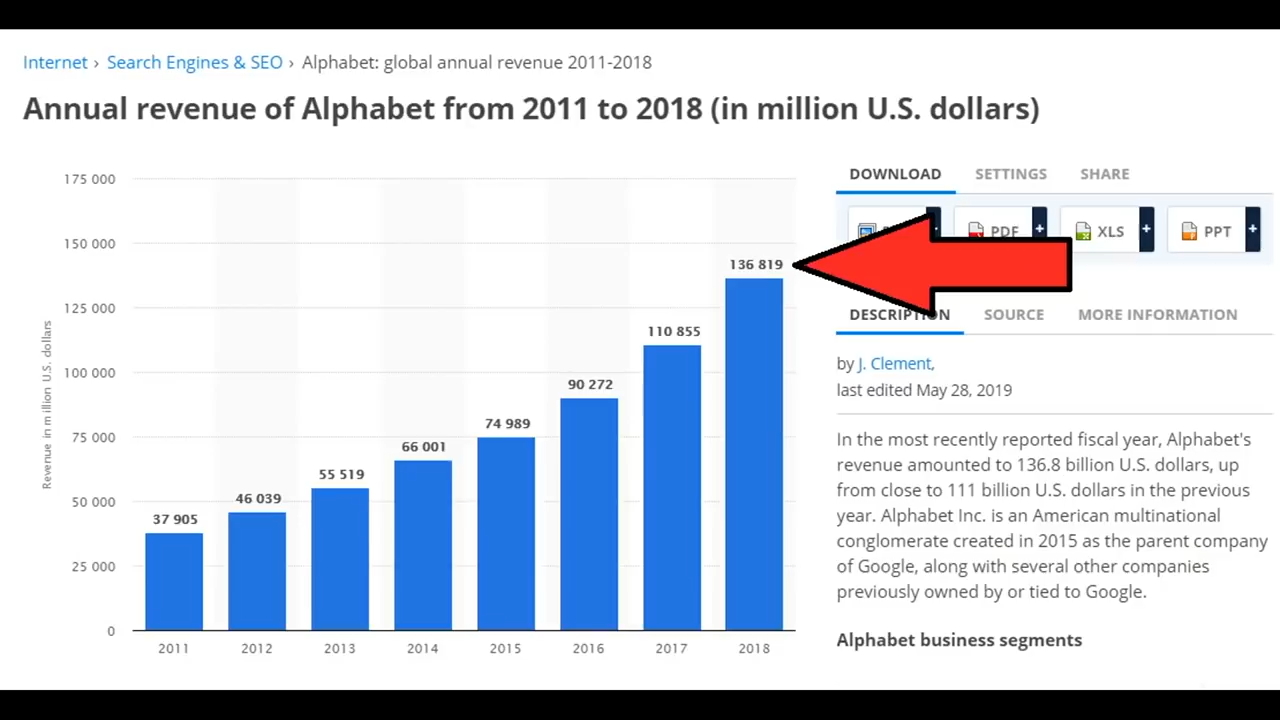 Internet › Search Engines & SEO › Alphabet: global annual revenue 2011-2018
Annual revenue of Alphabet from 2011 to 2018 (in million U.S. dollars)
Revenue in million U.S. dollars
175 000
150 000
125 000
100 000
75 000
50 000
25 000
0
37 905
46 039
55 519
66 001
74 989
90 272
110 855
136 819
2011 2012 2013 2014 2015 2016 2017 2018
DOWNLOAD SETTINGS SHARE
PDF + XLS + PPT +
DESCRIPTION SOURCE MORE INFORMATION
by J. Clement,
last edited May 28, 2019
In the most recently reported fiscal year, Alphabet's
revenue amounted to 136.8 billion U.S. dollars, up
from close to 111 billion U.S. dollars in the previous
year. Alphabet Inc. is an American multinational
conglomerate created in 2015 as the parent company
of Google, along with several other companies
previously owned by or tied to Google.
Alphabet business segments